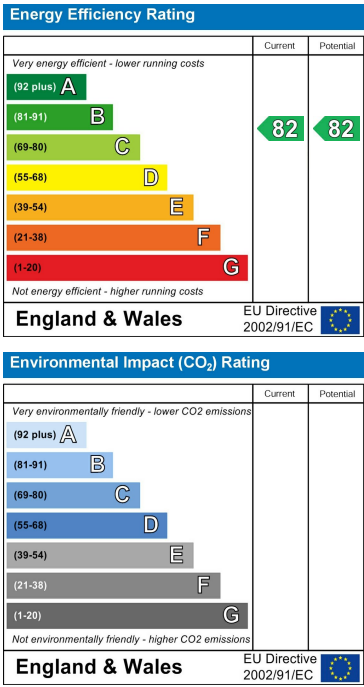 Energy Efficiency Rating
Current Potential
Very energy efficient - lower running costs
(92 plus) A
(81-91) B
82 82
(69-80) C
(55-68) D
(39-54) E
(21-38) F
(1-20) G
Not energy efficient - higher running costs
England & Wales
EU Directive
2002/91/EC
Environmental Impact (CO₂) Rating
Current Potential
Very environmentally friendly - lower CO2 emissions
(92 plus) A
(81-91) B
(69-80) C
(55-68) D
(39-54) E
(21-38) F
(1-20) G
Not environmentally friendly - higher CO2 emissions
England & Wales
EU Directive
2002/91/EC